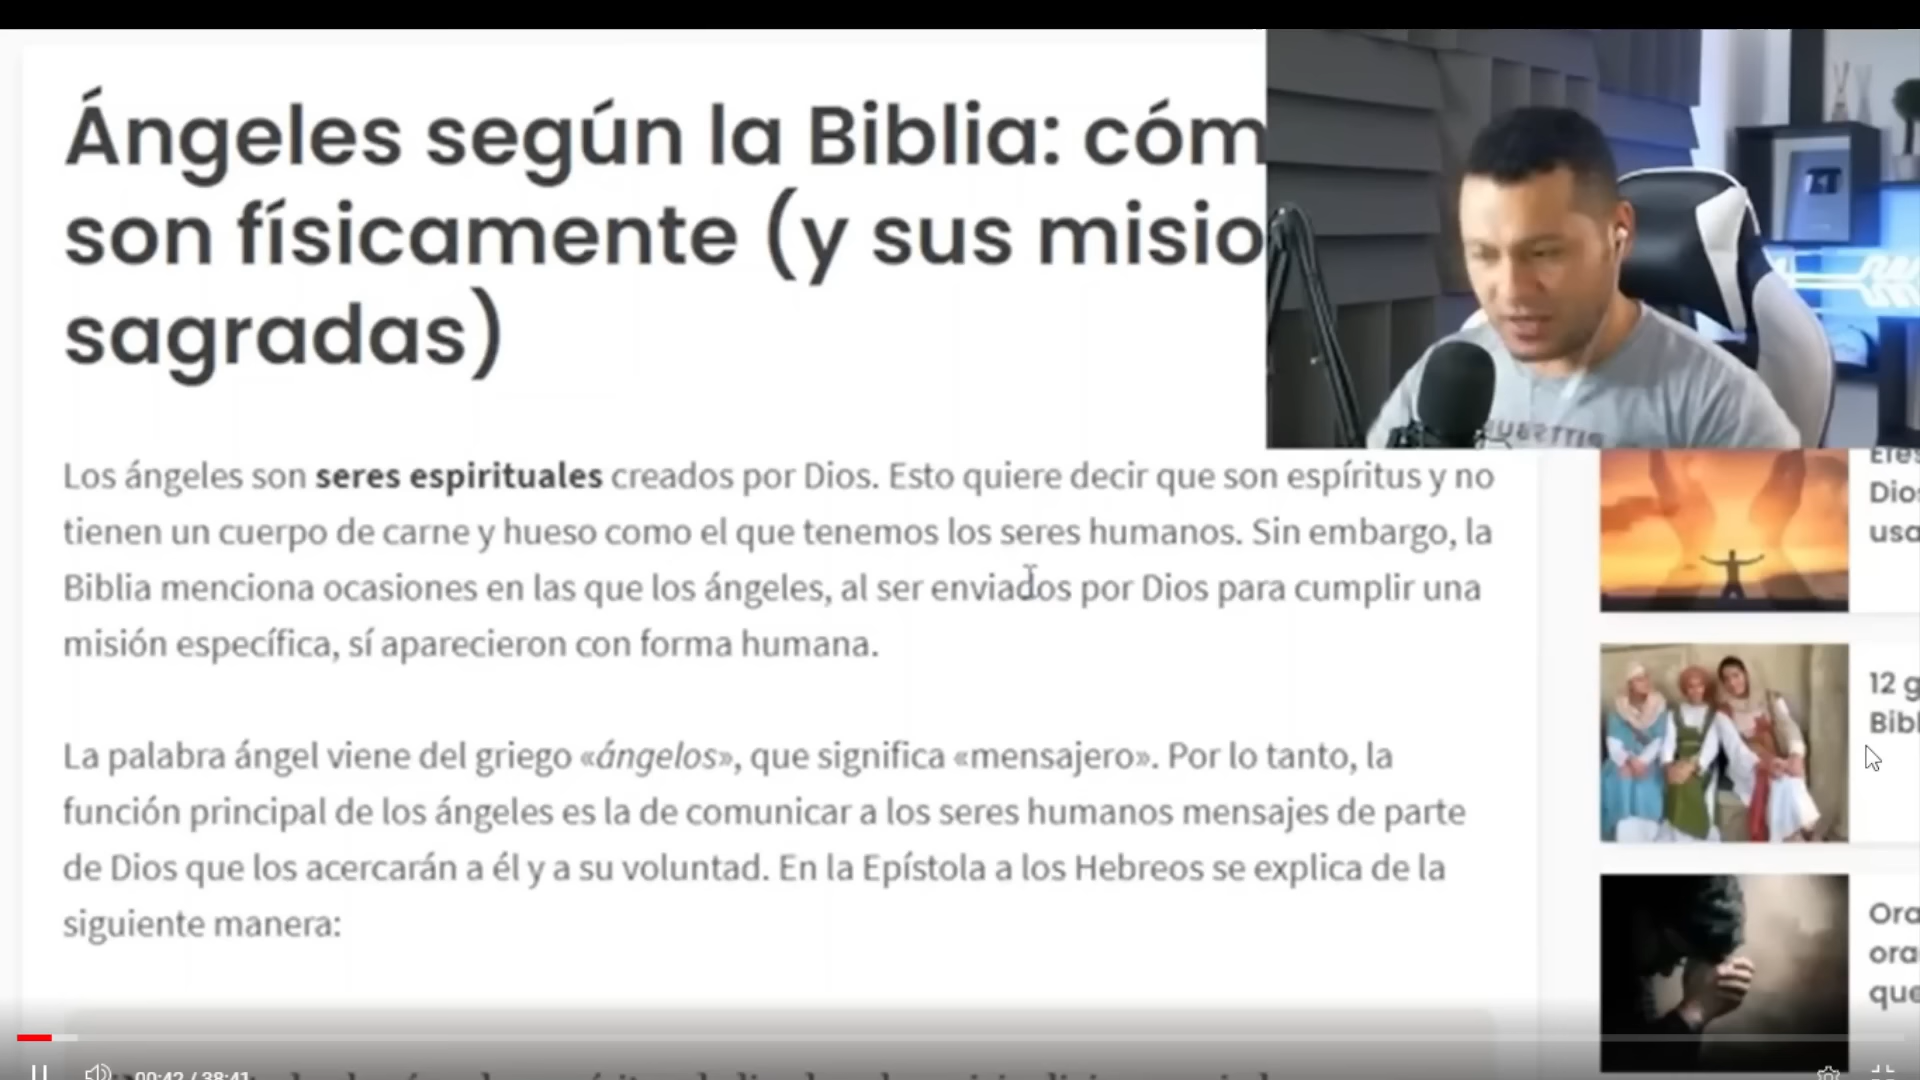 Ángeles según la Biblia: cóm
son físicamente (y sus misio
sagradas)
Los ángeles son seres espirituales creados por Dios. Esto quiere decir que son espíritus y no
tienen un cuerpo de carne y hueso como el que tenemos los seres humanos. Sin embargo, la
Biblia menciona ocasiones en las que los ángeles, al ser enviados por Dios para cumplir una
misión específica, sí aparecieron con forma humana.
La palabra ángel viene del griego «ángelos», que significa «mensajero». Por lo tanto, la
función principal de los ángeles es la de comunicar a los seres humanos mensajes de parte
de Dios que los acercarán a él y a su voluntad. En la Epístola a los Hebreos se explica de la
siguiente manera:
Efes
Dios
usa
12 g
Bibl
Ora
ora
que
00:42 / 38:41